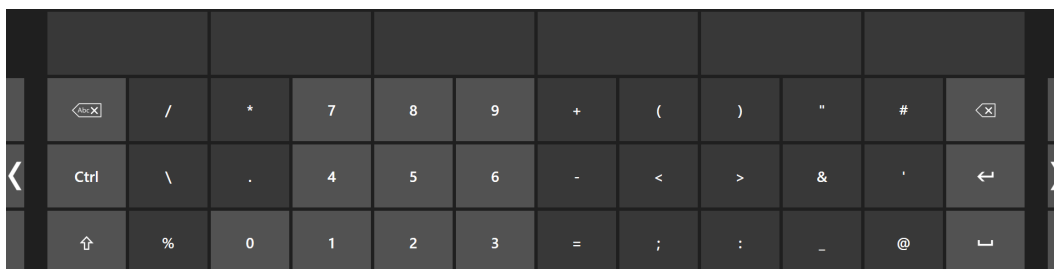 Abc / * 7 8 9 + ( ) " #
Ctrl \ . 4 5 6 - < > & '
% 0 1 2 3 = ; : _ @